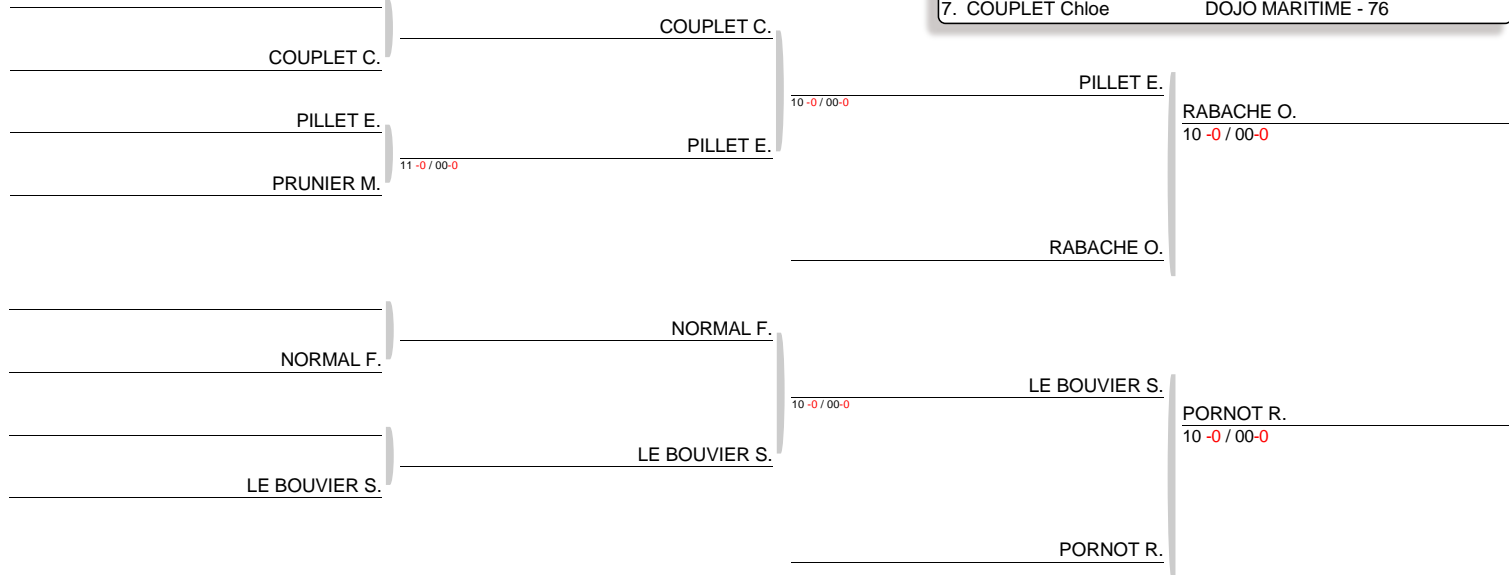 7. COUPLET Chloe DOJO MARITIME - 76
COUPLET C.
COUPLET C.
PILLET E.
10 -0 / 00-0
RABACHE O.
10 -0 / 00-0
PILLET E.
PILLET E.
11 -0 / 00-0
PRUNIER M.
RABACHE O.
NORMAL F.
NORMAL F.
LE BOUVIER S.
10 -0 / 00-0
PORNOT R.
10 -0 / 00-0
LE BOUVIER S.
LE BOUVIER S.
PORNOT R.